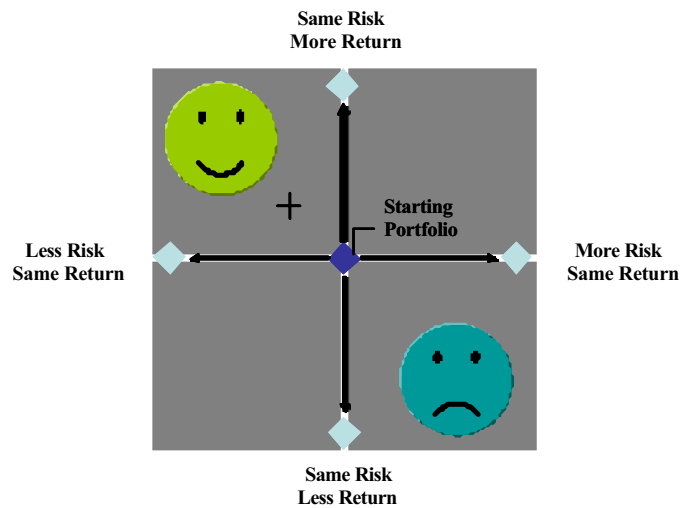 Same Risk
More Return
Starting
Portfolio
Less Risk
Same Return
More Risk
Same Return
Same Risk
Less Return